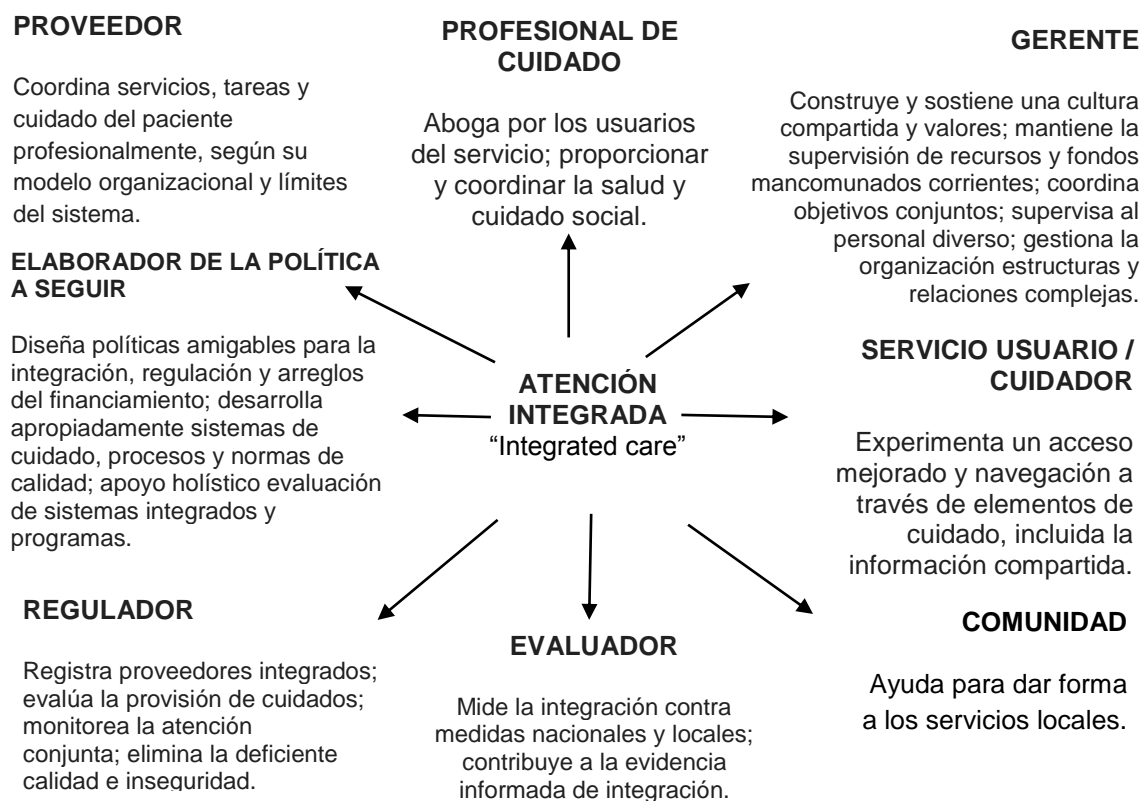 PROVEEDOR
Coordina servicios, tareas y
cuidado del paciente
profesionalmente, según su
modelo organizacional y límites
del sistema.
PROFESIONAL DE
CUIDADO
Aboga por los usuarios
del servicio; proporcionar
y coordinar la salud y
cuidado social.
GERENTE
Construye y sostiene una cultura
compartida y valores; mantiene la
supervisión de recursos y fondos
mancomunados corrientes; coordina
objetivos conjuntos; supervisa al
personal diverso; gestiona la
organización estructuras y
relaciones complejas.
ELABORADOR DE LA POLÍTICA
A SEGUIR
Diseña políticas amigables para la
integración, regulación y arreglos
del financiamiento; desarrolla
apropiadamente sistemas de
cuidado, procesos y normas de
calidad; apoyo holístico evaluación
de sistemas integrados y
programas.
ATENCIÓN
INTEGRADA
“Integrated care”
SERVICIO USUARIO /
CUIDADOR
Experimenta un acceso
mejorado y navegación a
través de elementos de
cuidado, incluida la
información compartida.
REGULADOR
Registra proveedores integrados;
evalúa la provisión de cuidados;
monitorea la atención
conjunta; elimina la deficiente
calidad e inseguridad.
EVALUADOR
Mide la integración contra
medidas nacionales y locales;
contribuye a la evidencia
informada de integración.
COMUNIDAD
Ayuda para dar forma
a los servicios locales.